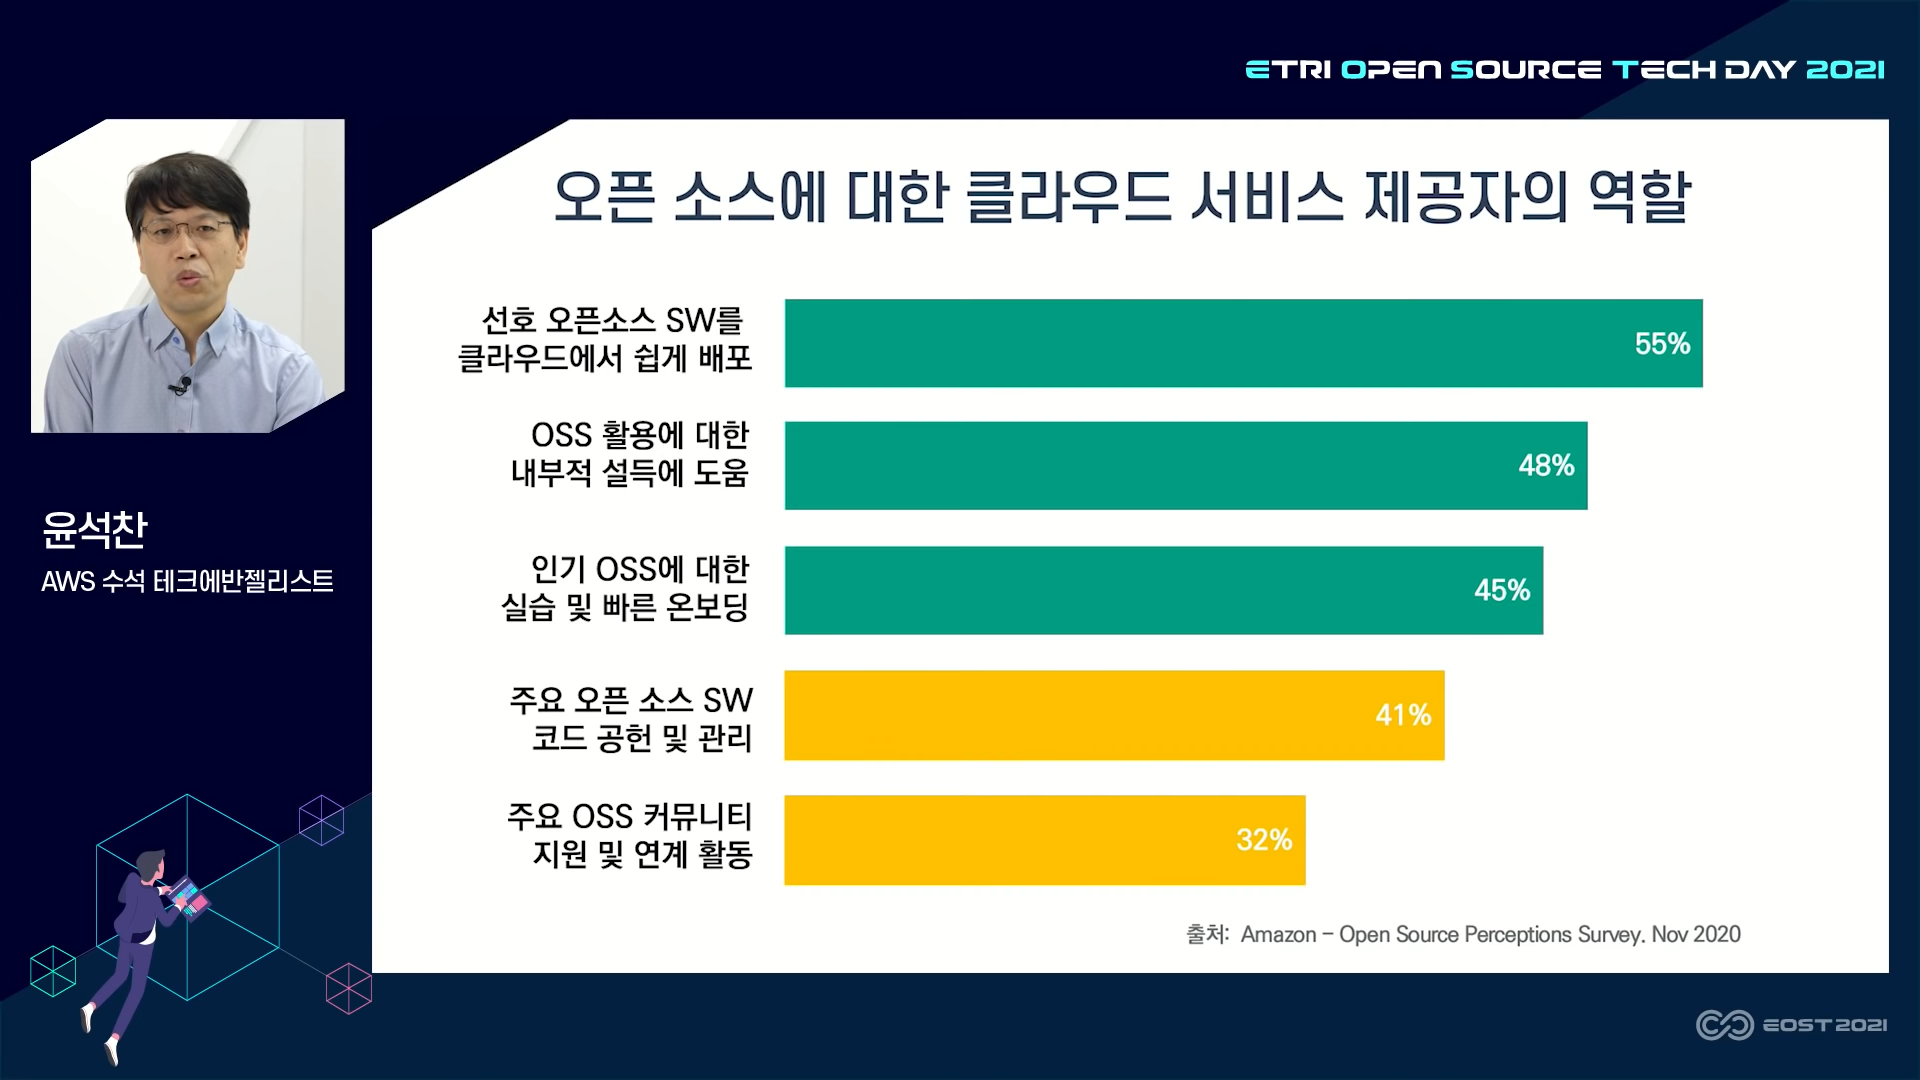 ETRI OPEN SOURCE TECH DAY 2021
오픈 소스에 대한 클라우드 서비스 제공자의 역할
윤석찬
AWS 수석 테크에반젤리스트
선호 오픈소스 SW를
클라우드에서 쉽게 배포
55%
OSS 활용에 대한
내부적 설득에 도움
48%
인기 OSS에 대한
실습 및 빠른 온보딩
45%
주요 오픈 소스 SW
코드 공헌 및 관리
41%
주요 OSS 커뮤니티
지원 및 연계 활동
32%
출처: Amazon – Open Source Perceptions Survey. Nov 2020
EOST 2021